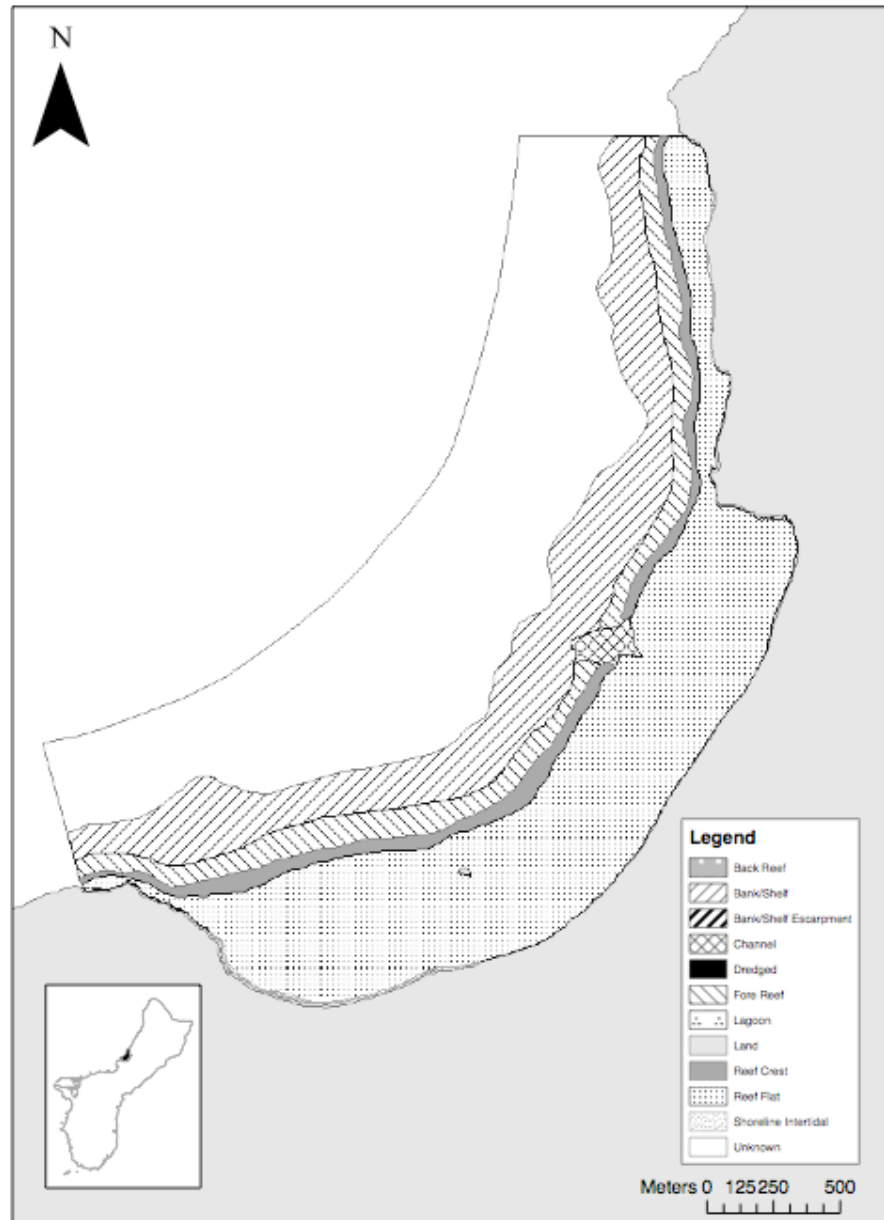 N
Legend
Back Reef
Bank/Shelf
Bank/Shelf Escarpment
Channel
Dredged
Fore Reef
Lagoon
Land
Reef Crest
Reef Flat
Shoreline Intertidal
Unknown
Meters 0 125 250 500